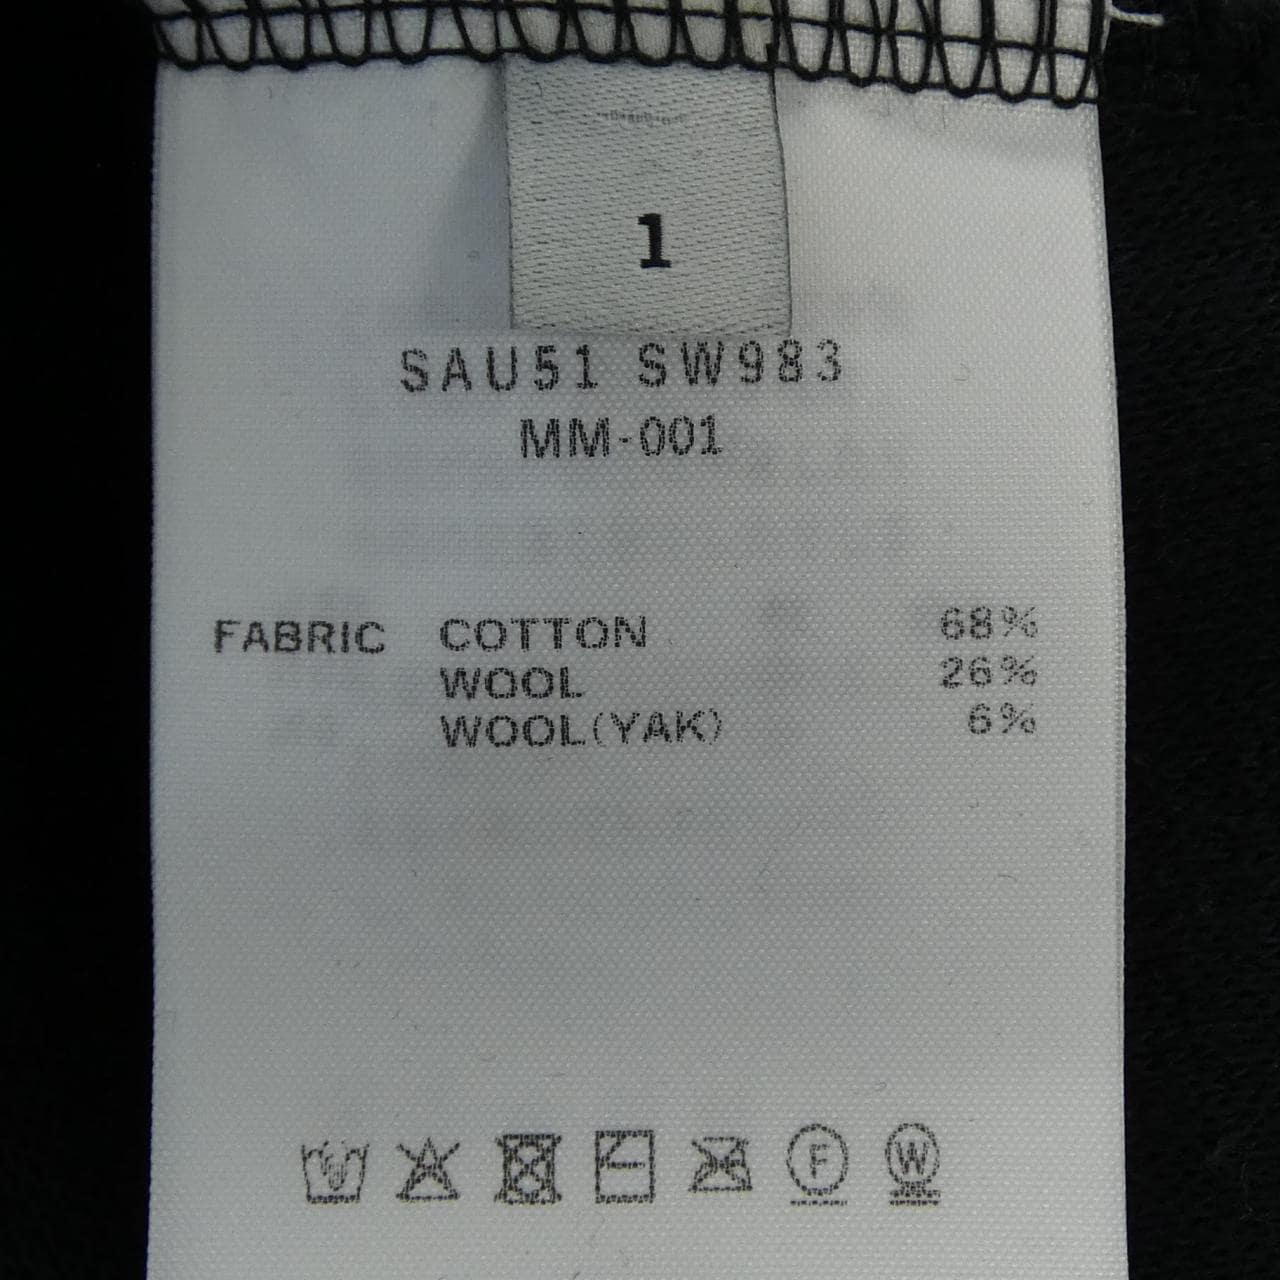 1
SAU51 SW983
MM-001
FABRIC COTTON 68%
WOOL 26%
WOOL(YAK) 6%
F W